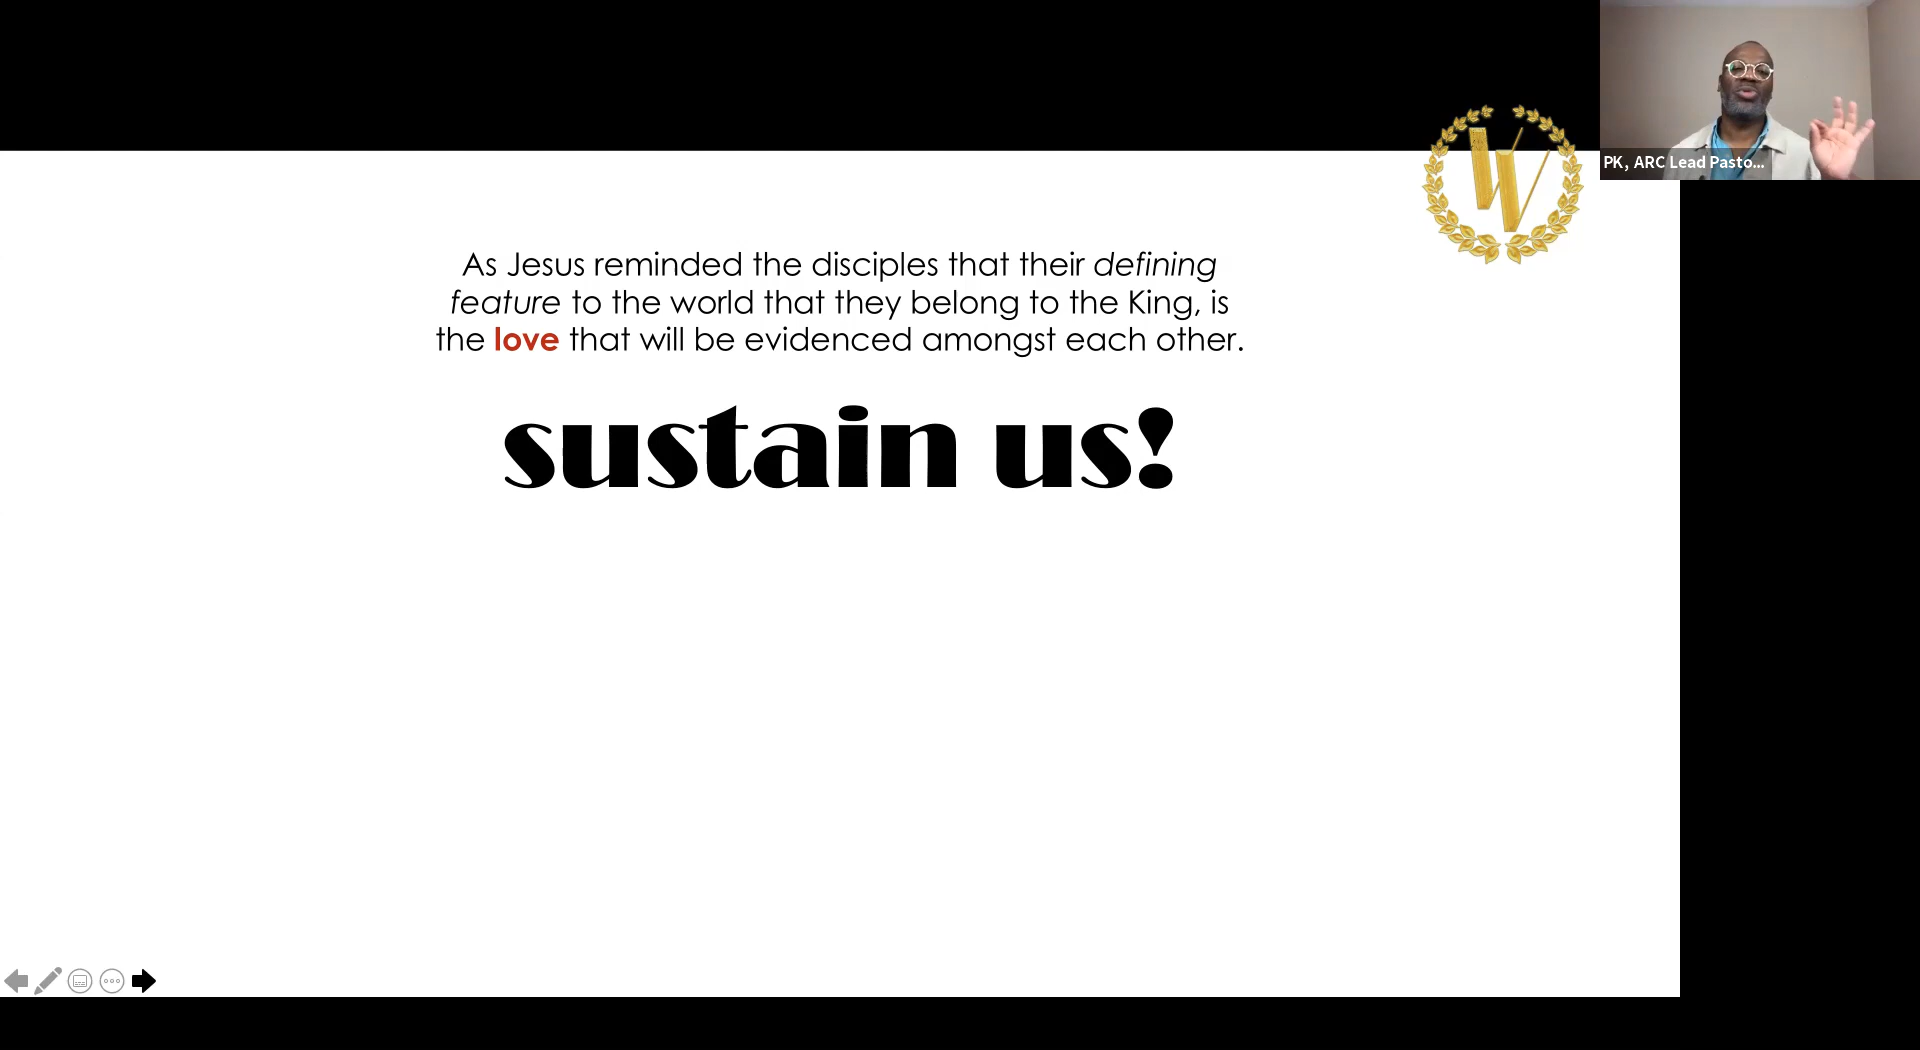 PK, ARC Lead Pasto...
W
As Jesus reminded the disciples that their defining
feature to the world that they belong to the King, is
the love that will be evidenced amongst each other.
sustain us!